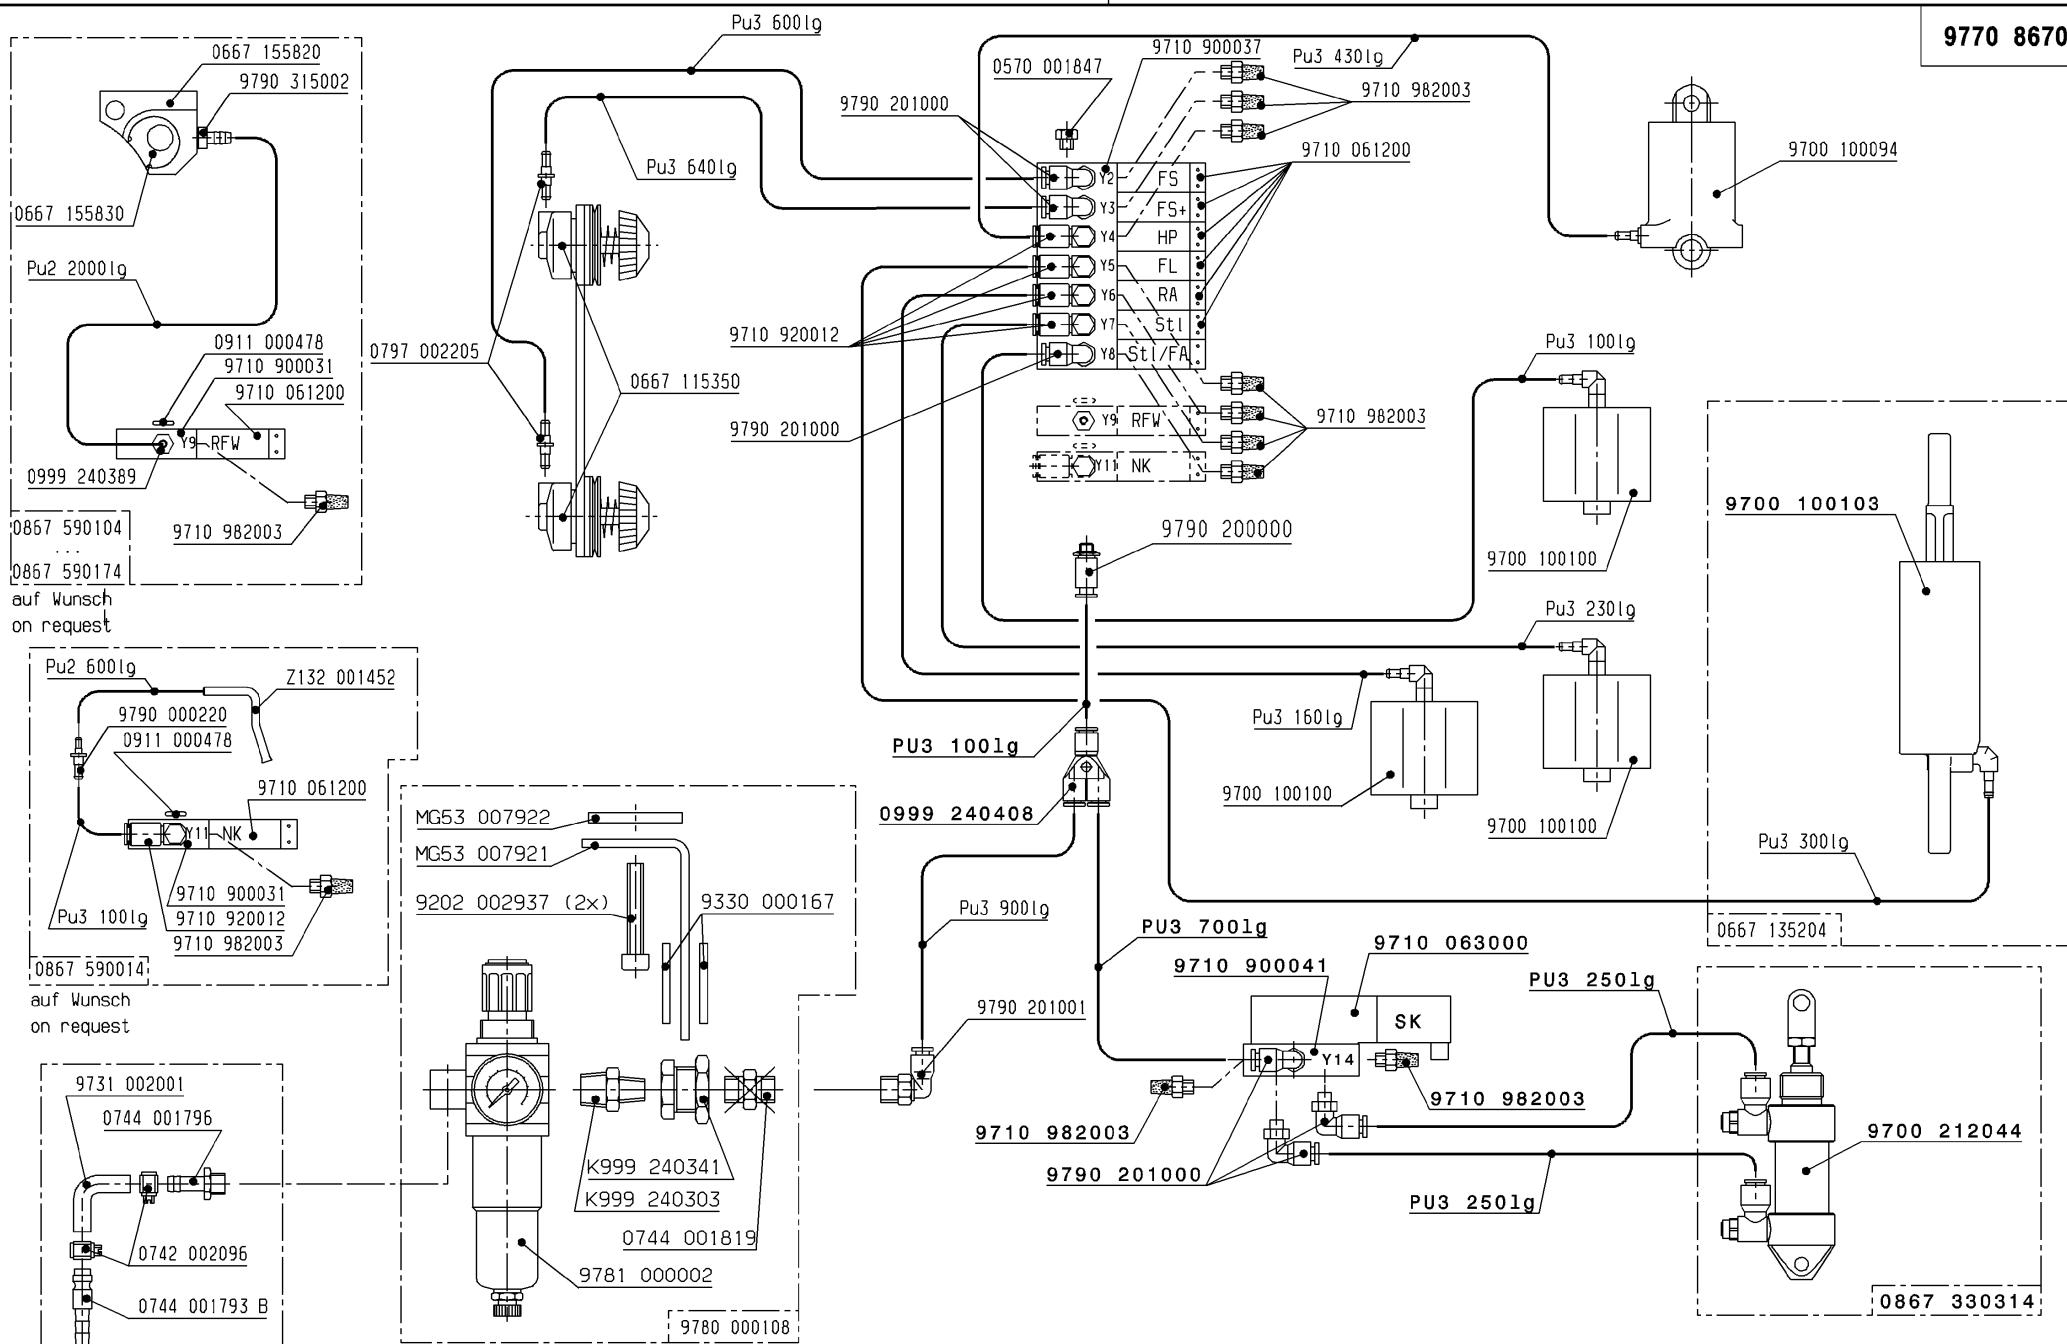 9770 8670
Pu3 600lg
0667 155820
9790 315002
0667 155830
Pu2 2000lg
0911 000478
9710 900031
9710 061200
Y9
RFW
0999 240389
9710 982003
0867 590104
...
0867 590174
auf Wunsch
on request
Pu3 640lg
0797 002205
0667 115350
9790 201000
0570 001847
9710 900037
Pu3 430lg
9710 982003
9710 061200
9700 100094
Y2 FS
Y3 FS+
Y4 HP
Y5 FL
Y6 RA
Y7 Stl
Y8 Stl/FA
Y9 RFW
Y11 NK
9710 920012
9790 201000
9710 982003
9790 200000
Pu3 100lg
9700 100100
Pu3 230lg
9700 100100
Pu3 160lg
9700 100100
9700 100103
Pu3 300lg
0667 135204
Pu2 600lg
Z132 001452
9790 000220
0911 000478
9710 061200
Y11
NK
9710 900031
Pu3 100lg
9710 920012
9710 982003
0867 590014
auf Wunsch
on request
PU3 100lg
0999 240408
MG53 007922
MG53 007921
9202 002937 (2x)
9330 000167
K999 240341
K999 240303
0744 001819
9781 000002
9780 000108
Pu3 900lg
9790 201001
PU3 700lg
9710 063000
9710 900041
SK
Y14
9710 982003
9710 982003
9790 201000
PU3 250lg
PU3 250lg
9700 212044
0867 330314
9731 002001
0744 001796
0742 002096
0744 001793 B